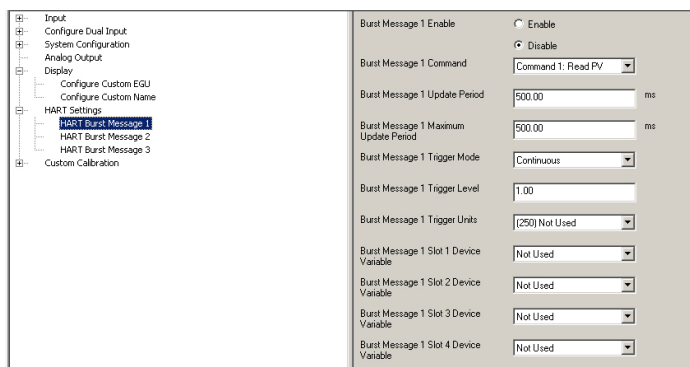 Input
Configure Dual Input
System Configuration
Analog Output
Display
Configure Custom EGU
Configure Custom Name
HART Settings
HART Burst Message 1
HART Burst Message 2
HART Burst Message 3
Custom Calibration
Burst Message 1 Enable
Enable
Disable
Burst Message 1 Command
Command 1: Read PV
Burst Message 1 Update Period
500.00
ms
Burst Message 1 Maximum
Update Period
500.00
ms
Burst Message 1 Trigger Mode
Continuous
Burst Message 1 Trigger Level
1.00
Burst Message 1 Trigger Units
(250) Not Used
Burst Message 1 Slot 1 Device
Variable
Not Used
Burst Message 1 Slot 2 Device
Variable
Not Used
Burst Message 1 Slot 3 Device
Variable
Not Used
Burst Message 1 Slot 4 Device
Variable
Not Used